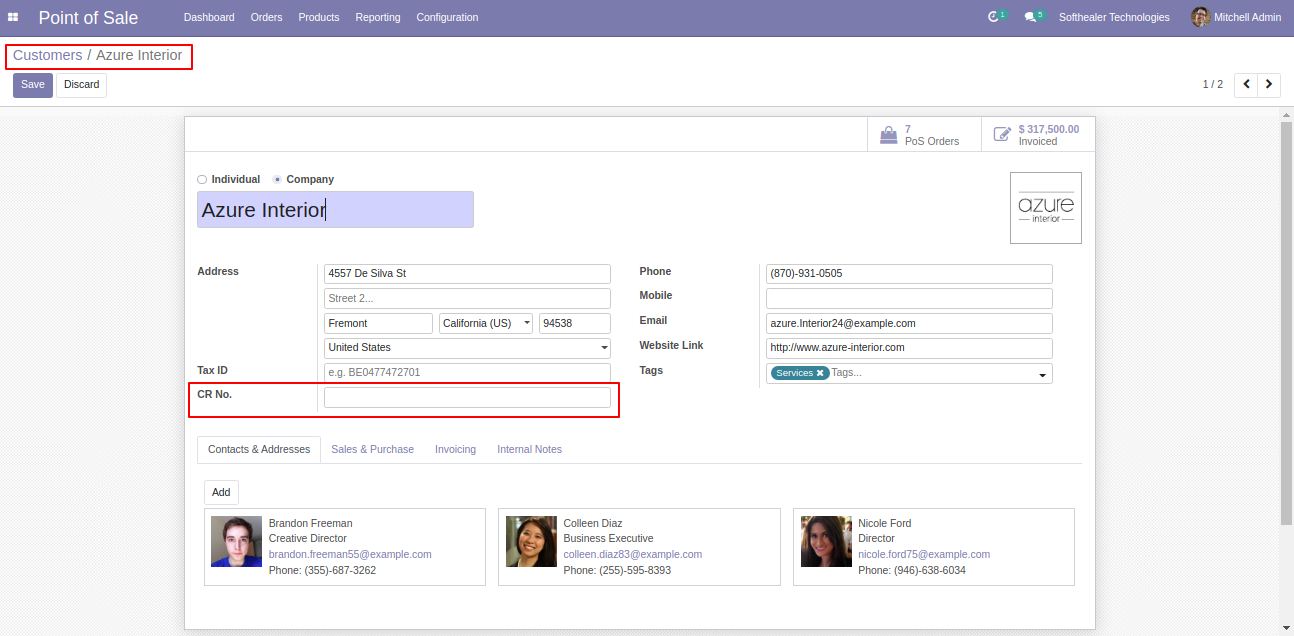 Point of Sale Dashboard Orders Products Reporting Configuration 1 5 Softhealer Technologies Mitchell Admin
Customers / Azure Interior
Save Discard 1 / 2
7
PoS Orders
$ 317,500.00
Invoiced
Individual Company
Azure Interior
azure
interior
Address 4557 De Silva St
Street 2...
Fremont California (US) 94538
United States
Tax ID e.g. BE0477472701
CR No.
Phone (870)-931-0505
Mobile
Email azure.Interior24@example.com
Website Link http://www.azure-interior.com
Tags Services ✖ Tags...
Contacts & Addresses Sales & Purchase Invoicing Internal Notes
Add
Brandon Freeman
Creative Director
brandon.freeman55@example.com
Phone: (355)-687-3262
Colleen Diaz
Business Executive
colleen.diaz83@example.com
Phone: (255)-595-8393
Nicole Ford
Director
nicole.ford75@example.com
Phone: (946)-638-6034